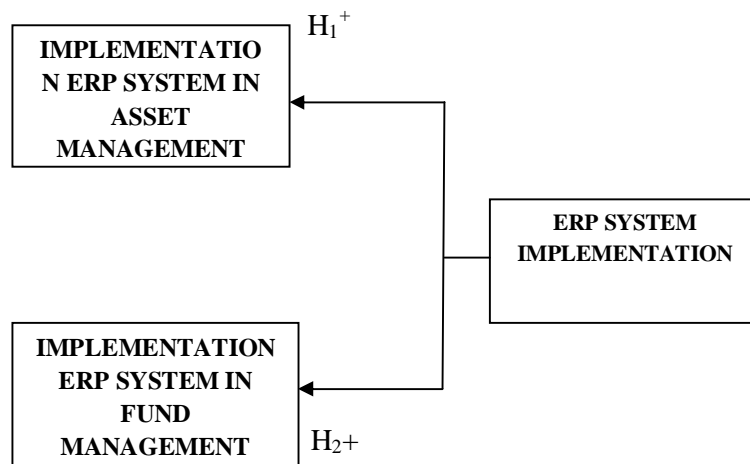 H₁⁺
IMPLEMENTATIO
N ERP SYSTEM IN
ASSET
MANAGEMENT
ERP SYSTEM
IMPLEMENTATION
IMPLEMENTATION
ERP SYSTEM IN
FUND
MANAGEMENT
H₂+